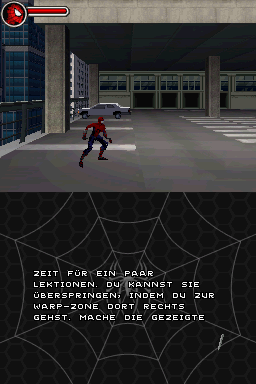 ZEIT FÜR EIN PAAR
LEKTIONEN. DU KANNST SIE
ÜBERSPRINGEN, INDEM DU ZUR
WARP-ZONE DORT RECHTS
GEHST. MACHE DIE GEZEIGTE